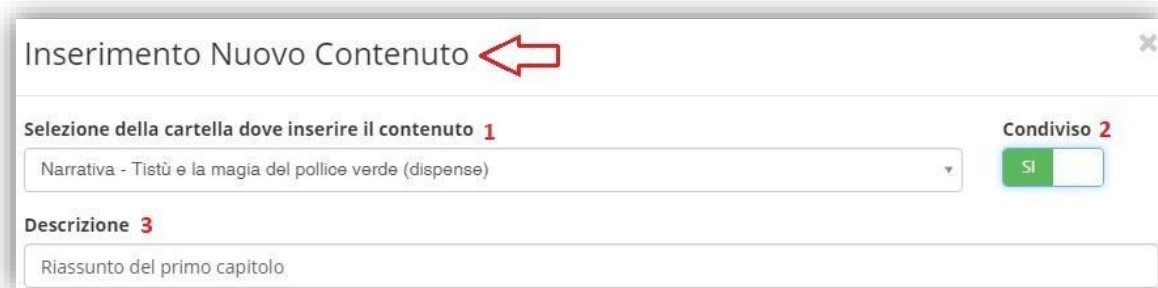 Inserimento Nuovo Contenuto
Selezione della cartella dove inserire il contenuto 1
Condiviso 2
Narrativa - Tistù e la magia del pollice verde (dispense)
SI
Descrizione 3
Riassunto del primo capitolo